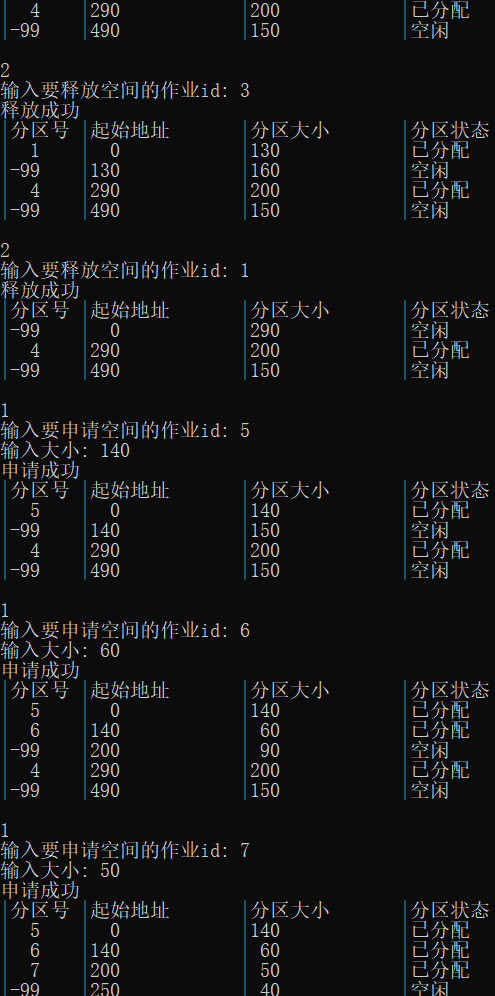 4 290 200 已分配
-99 490 150 空闲
2
输入要释放空间的作业id: 3
释放成功
分区号 起始地址 分区大小 分区状态
1 0 130 已分配
-99 130 160 空闲
4 290 200 已分配
-99 490 150 空闲
2
输入要释放空间的作业id: 1
释放成功
分区号 起始地址 分区大小 分区状态
-99 0 290 空闲
4 290 200 已分配
-99 490 150 空闲
1
输入要申请空间的作业id: 5
输入大小: 140
申请成功
分区号 起始地址 分区大小 分区状态
5 0 140 已分配
-99 140 150 空闲
4 290 200 已分配
-99 490 150 空闲
1
输入要申请空间的作业id: 6
输入大小: 60
申请成功
分区号 起始地址 分区大小 分区状态
5 0 140 已分配
6 140 60 已分配
-99 200 90 空闲
4 290 200 已分配
-99 490 150 空闲
1
输入要申请空间的作业id: 7
输入大小: 50
申请成功
分区号 起始地址 分区大小 分区状态
5 0 140 已分配
6 140 60 已分配
7 200 50 已分配
-99 250 40 空闲